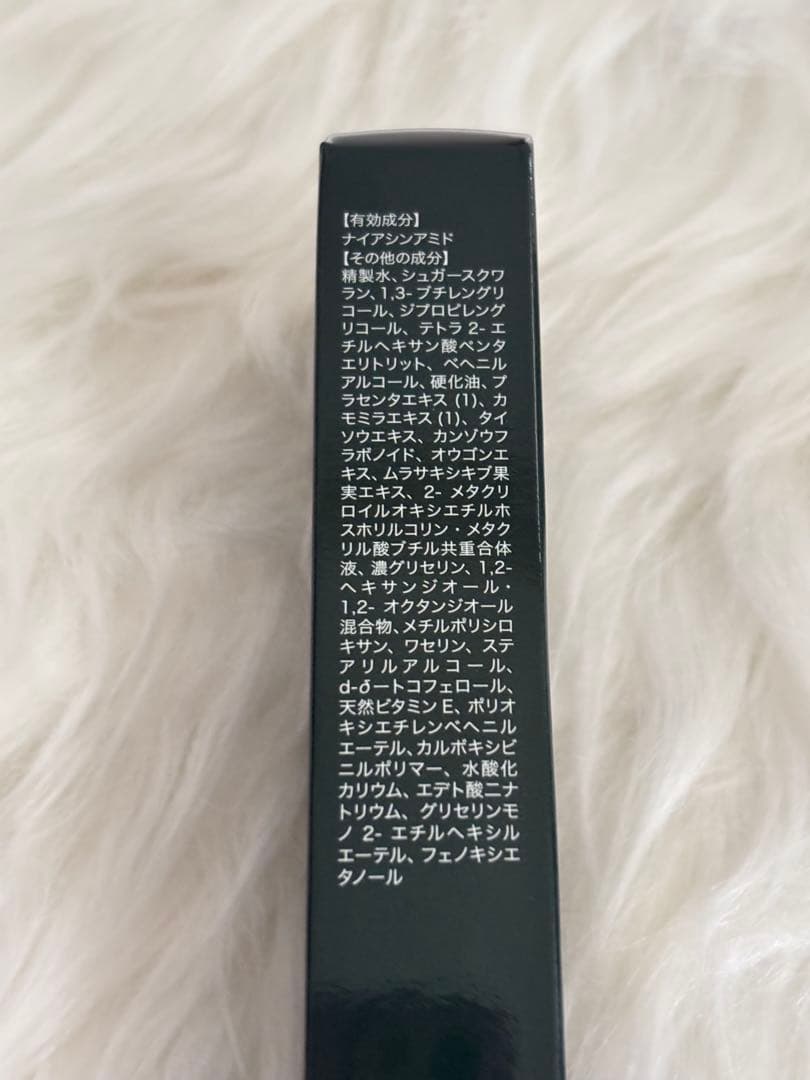 【有効成分】
ナイアシンアミド
【その他の成分】
精製水、シュガースクワ
ラン、1,3- ブチレングリ
コール、ジプロピレング
リコール、テトラ 2- エ
チルヘキサン酸ペンタ
エリトリット、ベヘニル
アルコール、硬化油、プ
ラセンタエキス (1)、カ
モミラエキス (1)、タイ
ソウエキス、カンゾウフ
ラボノイド、オウゴンエ
キス、ムラサキシキブ果
実エキス、2- メタクリ
ロイルオキシエチルホ
スホリルコリン・メタク
リル酸ブチル共重合体
液、濃グリセリン、1,2-
ヘキサンジオール・
1,2- オクタンジオール
混合物、メチルポリシロ
キサン、ワセリン、ステ
アリルアルコール、
d-δートコフェロール、
天然ビタミン E、ポリオ
キシエチレンベヘニル
エーテル、カルボキシビ
ニルポリマー、水酸化
カリウム、エデト酸二ナ
トリウム、グリセリンモ
ノ 2- エチルヘキシル
エーテル、フェノキシエ
タノール